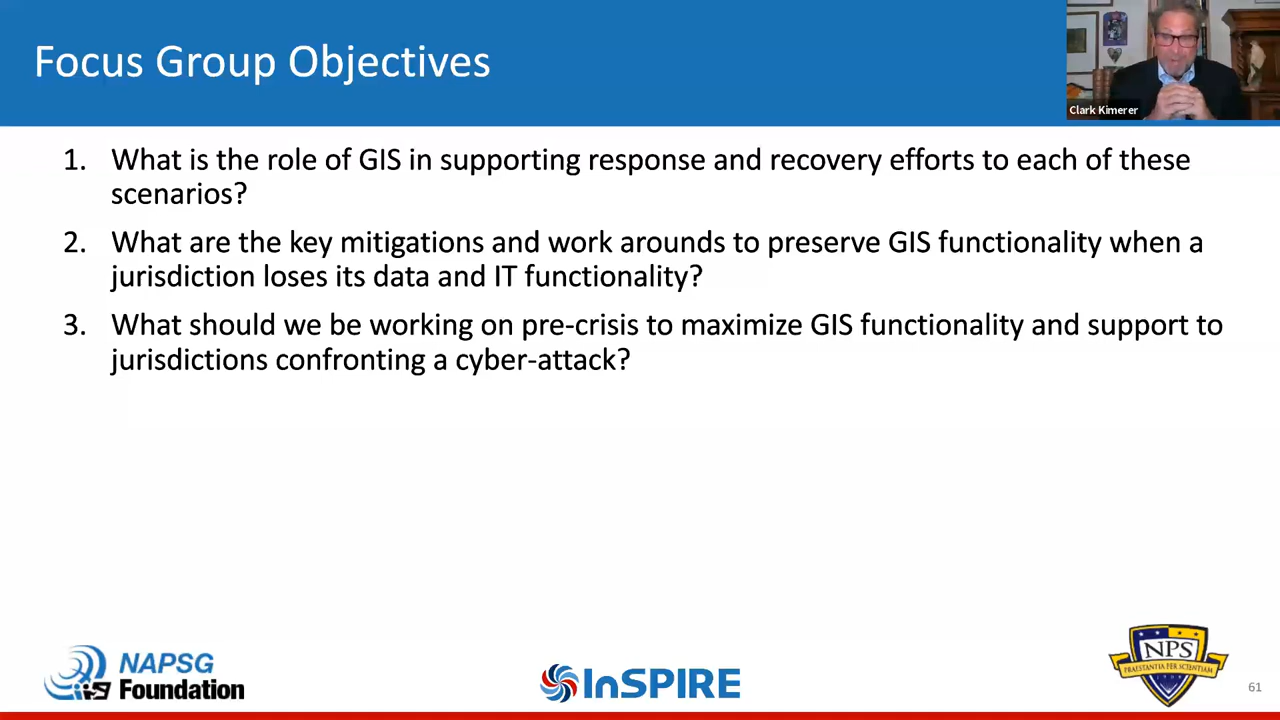 Focus Group Objectives
Clark Kimerer
1. What is the role of GIS in supporting response and recovery efforts to each of these
scenarios?
2. What are the key mitigations and work arounds to preserve GIS functionality when a
jurisdiction loses its data and IT functionality?
3. What should we be working on pre-crisis to maximize GIS functionality and support to
jurisdictions confronting a cyber-attack?
NAPSG
Foundation
InSPIRE
NPS
PRAESTANTIA PER SCIENTIAM
61